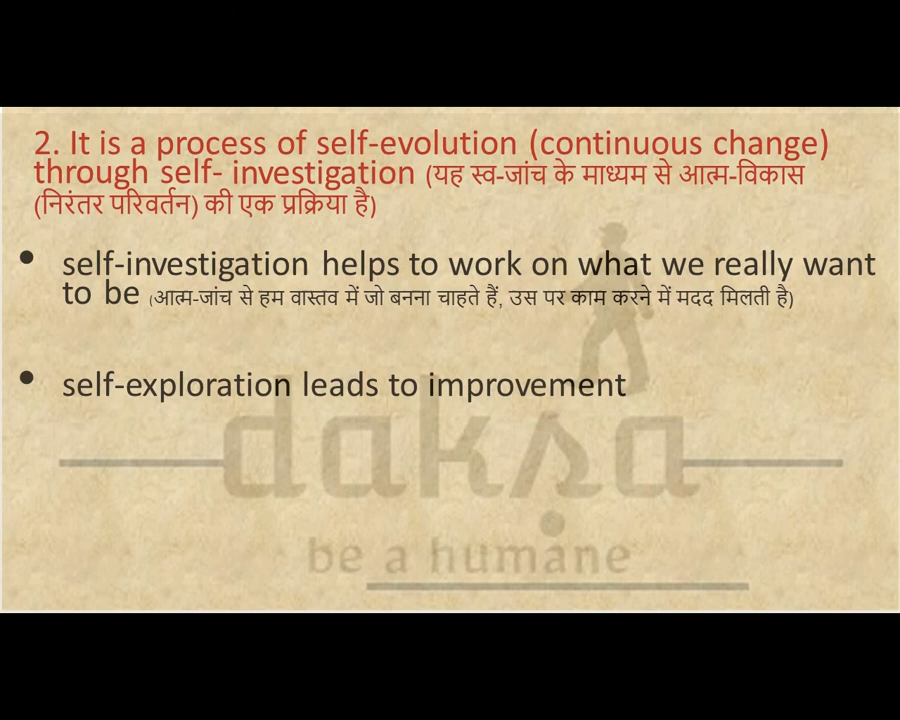 2. It is a process of self-evolution (continuous change)
through self- investigation (यह स्व-जांच के माध्यम से आत्म-विकास
(निरंतर परिवर्तन) की एक प्रक्रिया है)
• self-investigation helps to work on what we really want
to be (आत्म-जांच से हम वास्तव में जो बनना चाहते हैं, उस पर काम करने में मदद मिलती है)
• self-exploration leads to improvement
daksa
be a humane